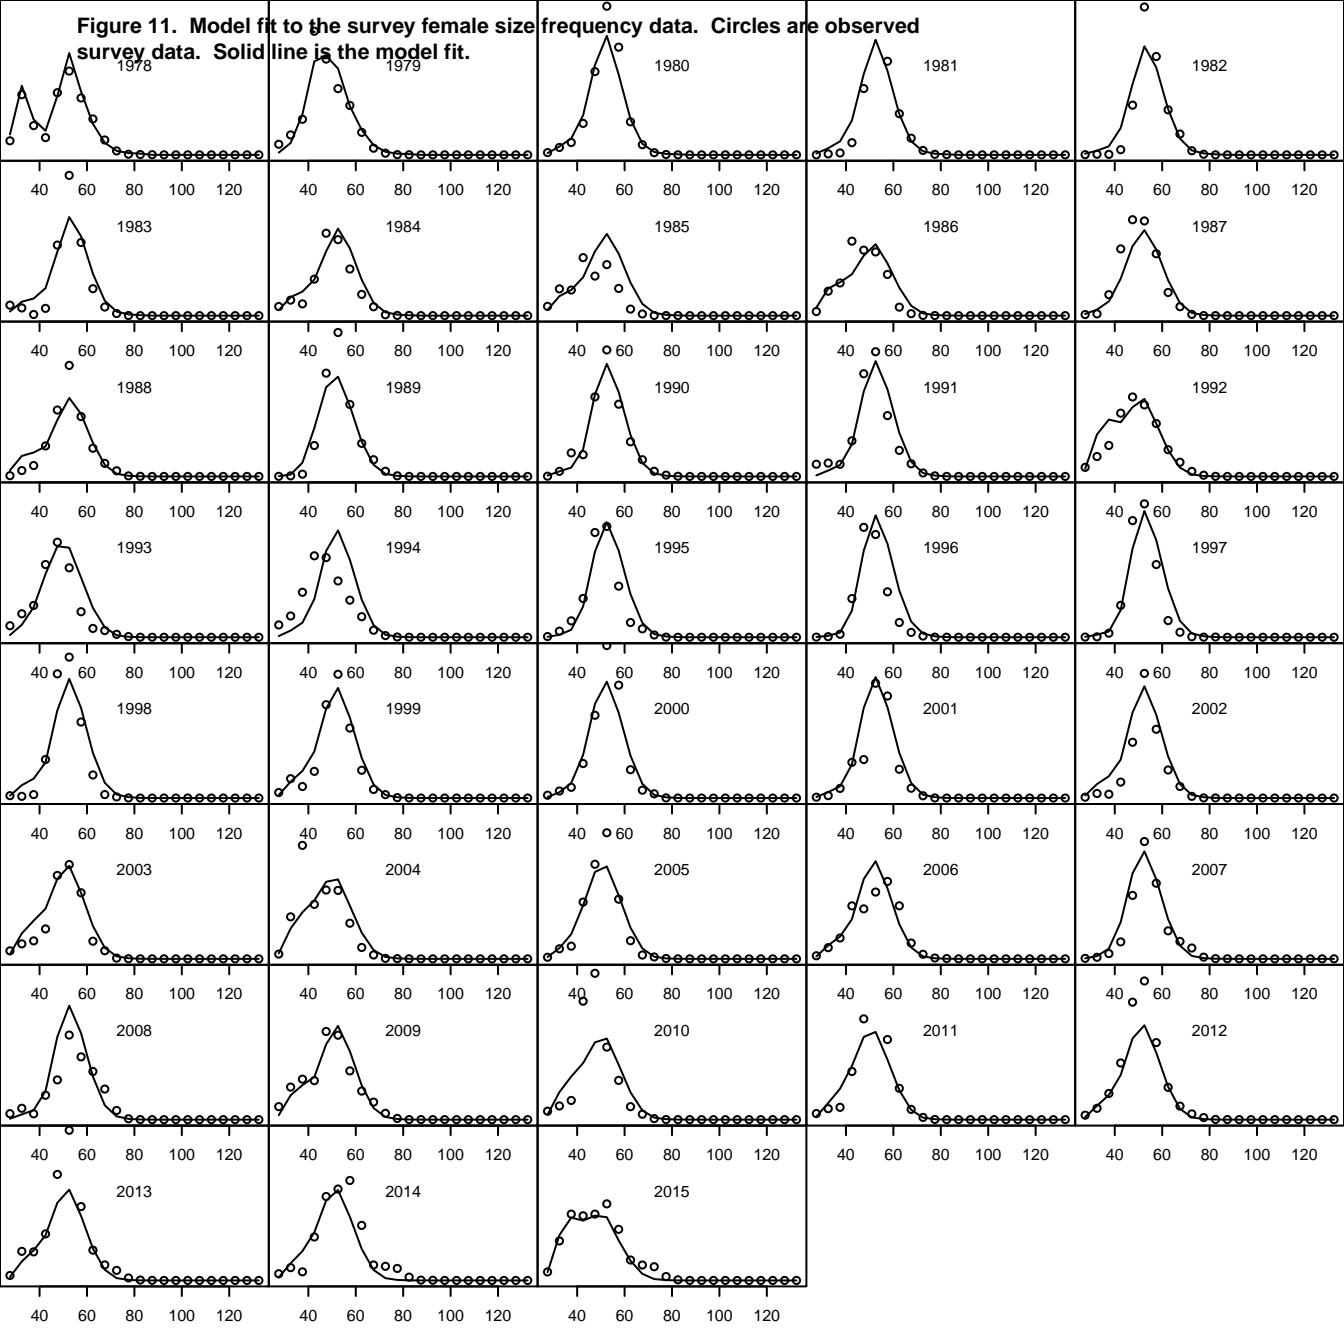 Figure 11.  Model fit to the survey female size frequency data.  Circles are observed
survey data.  Solid line is the model fit.
1978 1979 1980 1981 1982
40 60 80 100 120 40 60 80 100 120 40 60 80 100 120 40 60 80 100 120 40 60 80 100 120
1983 1984 1985 1986 1987
40 60 80 100 120 40 60 80 100 120 40 60 80 100 120 40 60 80 100 120 40 60 80 100 120
1988 1989 1990 1991 1992
40 60 80 100 120 40 60 80 100 120 40 60 80 100 120 40 60 80 100 120 40 60 80 100 120
1993 1994 1995 1996 1997
40 60 80 100 120 40 60 80 100 120 40 60 80 100 120 40 60 80 100 120 40 60 80 100 120
1998 1999 2000 2001 2002
40 60 80 100 120 40 60 80 100 120 40 60 80 100 120 40 60 80 100 120 40 60 80 100 120
2003 2004 2005 2006 2007
40 60 80 100 120 40 60 80 100 120 40 60 80 100 120 40 60 80 100 120 40 60 80 100 120
2008 2009 2010 2011 2012
40 60 80 100 120 40 60 80 100 120 40 60 80 100 120 40 60 80 100 120 40 60 80 100 120
2013 2014 2015
40 60 80 100 120 40 60 80 100 120 40 60 80 100 120